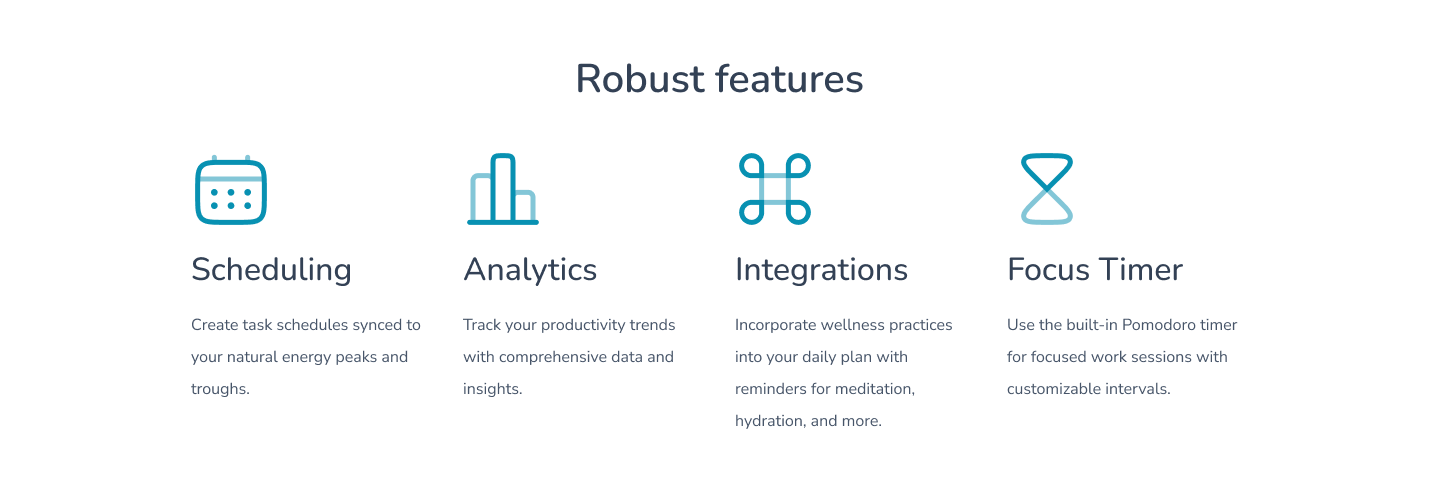 Robust features
Scheduling
Create task schedules synced to
your natural energy peaks and
troughs.
Analytics
Track your productivity trends
with comprehensive data and
insights.
Integrations
Incorporate wellness practices
into your daily plan with
reminders for meditation,
hydration, and more.
Focus Timer
Use the built-in Pomodoro timer
for focused work sessions with
customizable intervals.